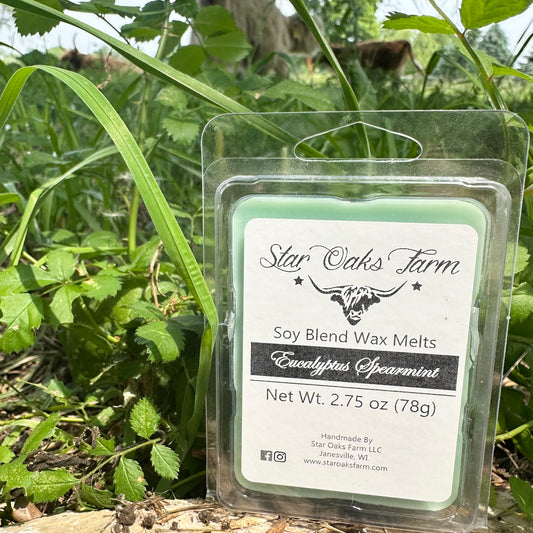 Star Oaks Farm
Soy Blend Wax Melts
Eucalyptus Spearmint
Net Wt. 2.75 oz (78g)
Handmade By
Star Oaks Farm LLC
Janesville, WI
www.staroaksfarm.com